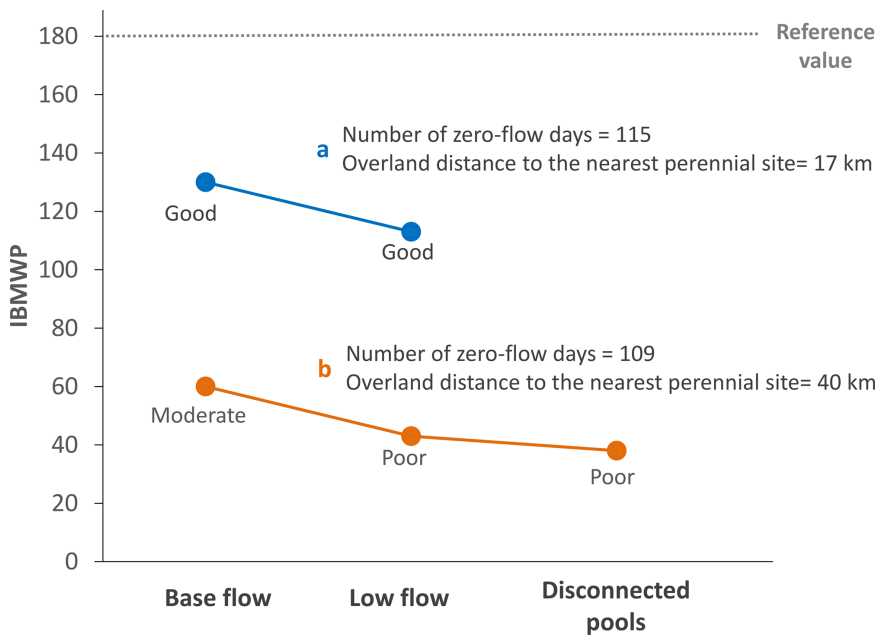 180
Reference
value
160
Number of zero-flow days = 115
a
140
Overland distance to the nearest perennial site= 17 km
Good
120
Good
100
IBMWP
80
Number of zero-flow days = 109
b
Overland distance to the nearest perennial site= 40 km
60
Moderate
40
Poor
Poor
20
0
Base flow
Low flow
Disconnected
pools